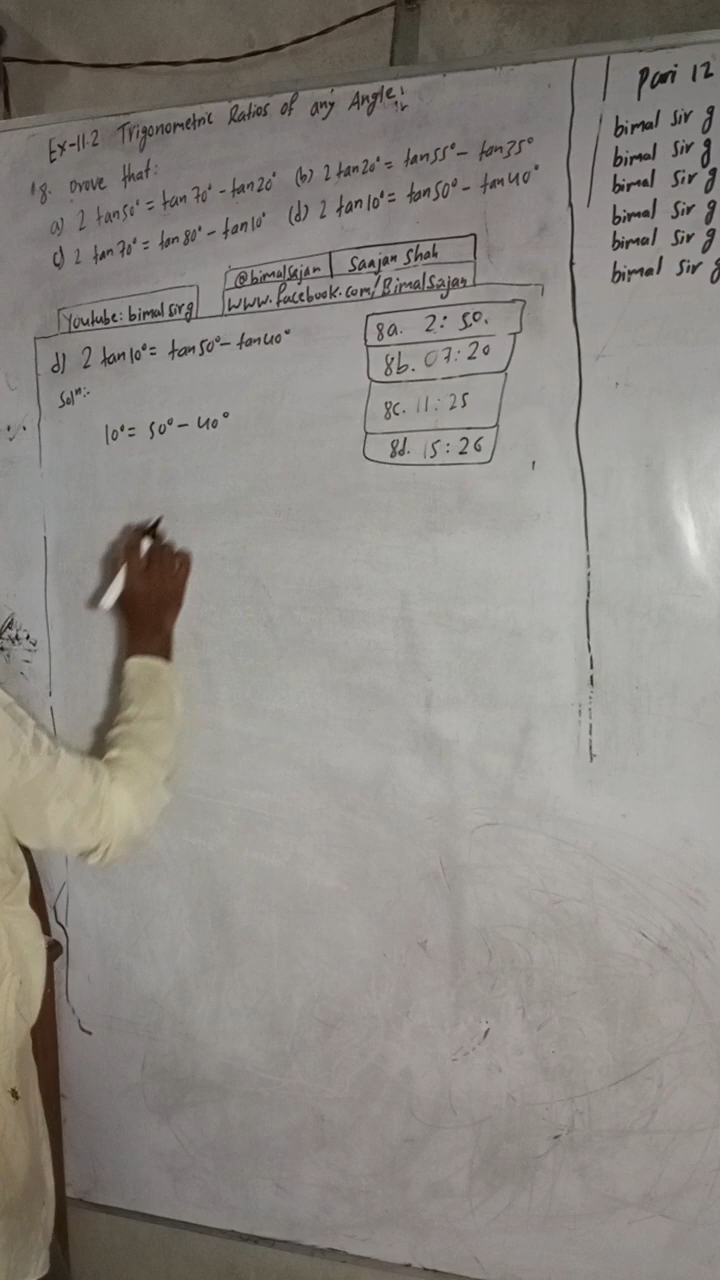 Ex-11.2 Trigonometric Ratios of any Angle:
8. Prove that:
a) 2 tan50° = tan 70° - tan20° (b) 2 tan20° = tan55° - tan35°
c) 2 tan70° = tan80° - tan10° (d) 2 tan10° = tan50° - tan40°
@bimalsajan | Saajan Shah
Youtube: bimal sir g
www.facebook.com/BimalSajan
d) 2 tan10° = tan50° - tan40°
Solⁿ:-
10° = 50° - 40°
8a. 2: 50.
8b. 07:20
8c. 11:25
8d. 15:26
Pari 12
bimal sir g
bimal sir g
bimal sir g
bimal sir g
bimal sir g
bimal sir g